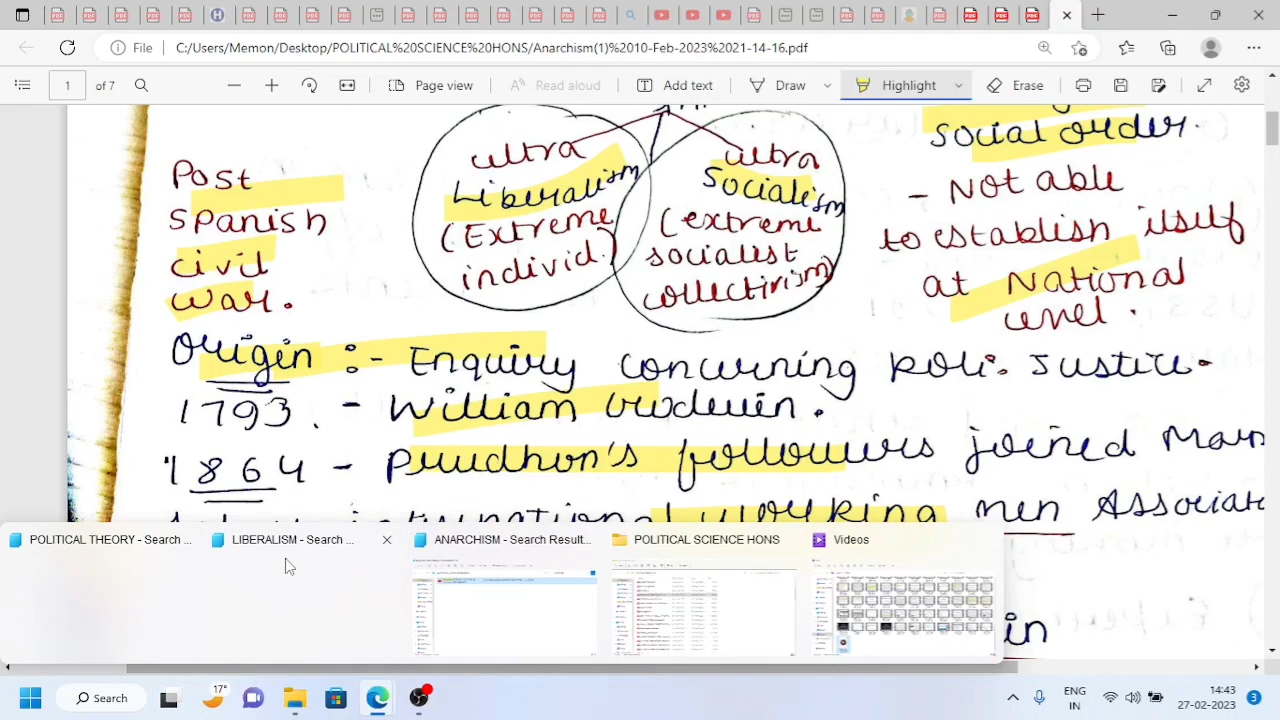 File C:/Users/Memon/Desktop/POLITICAL%20SCIENCE%20HONS/Anarchism(1)%2010-Feb-2023%2021-14-16.pdf
1 of 7 Page view Read aloud Add text Draw Highlight Erase
ultra
Liberalism
(Extreme
individ.)
ultra
Socialism
(extreme
socialist
collectivism)
Post
Spanish
civil
War.
social order.
- Not able
to establish itself
at National
level.
Origin :- Enquiry concerning Poli. Justice
1793. - William Godwin.
1864 - Prudhon's followers joined
working men
in
POLITICAL THEORY - Search ...
LIBERALISM - Search ...
ANARCHISM - Search Result...
POLITICAL SCIENCE HONS
Videos
17°
Search
ENG
IN
14:43
27-02-2023
3